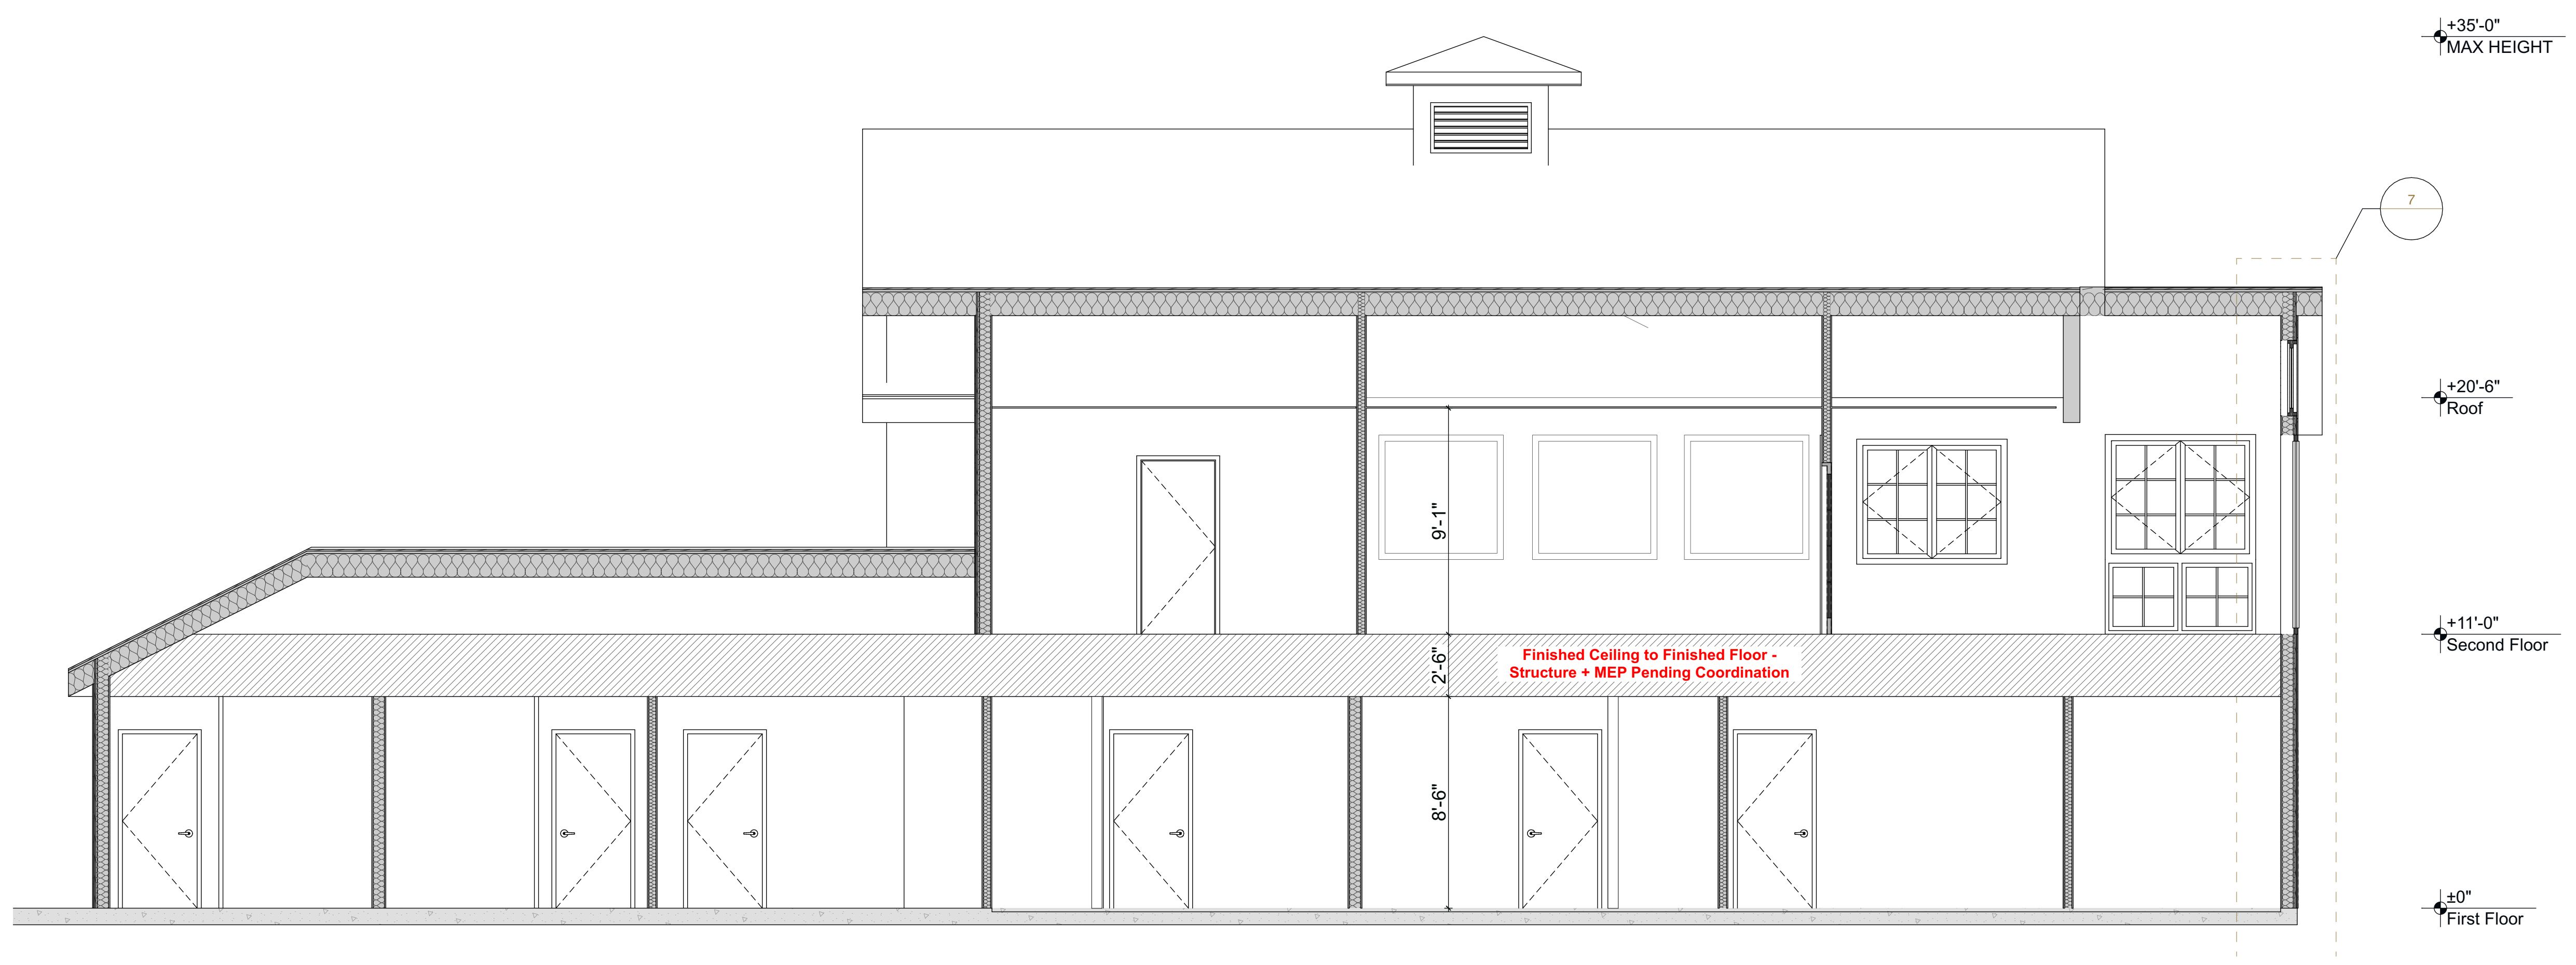 +35'-0"
MAX HEIGHT
7
+20'-6"
Roof
9'-1"
+11'-0"
Second Floor
2'-6"
Finished Ceiling to Finished Floor -
Structure + MEP Pending Coordination
8'-6"
±0"
First Floor